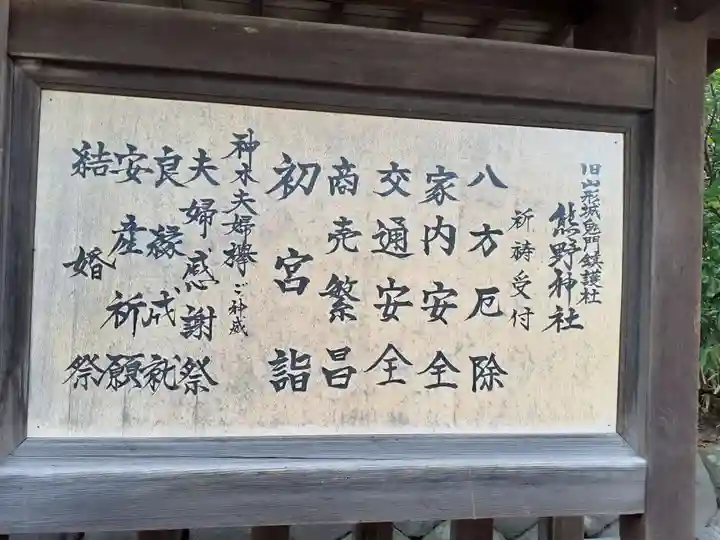 旧山形城鬼門鎮護社
熊野神社
祈祷受付
八方厄除
家内安全
交通安全
商売繁昌
初宮詣
神木夫婦欅ご神威
夫婦感謝祭
良縁成就
安産祈願
結婚祭